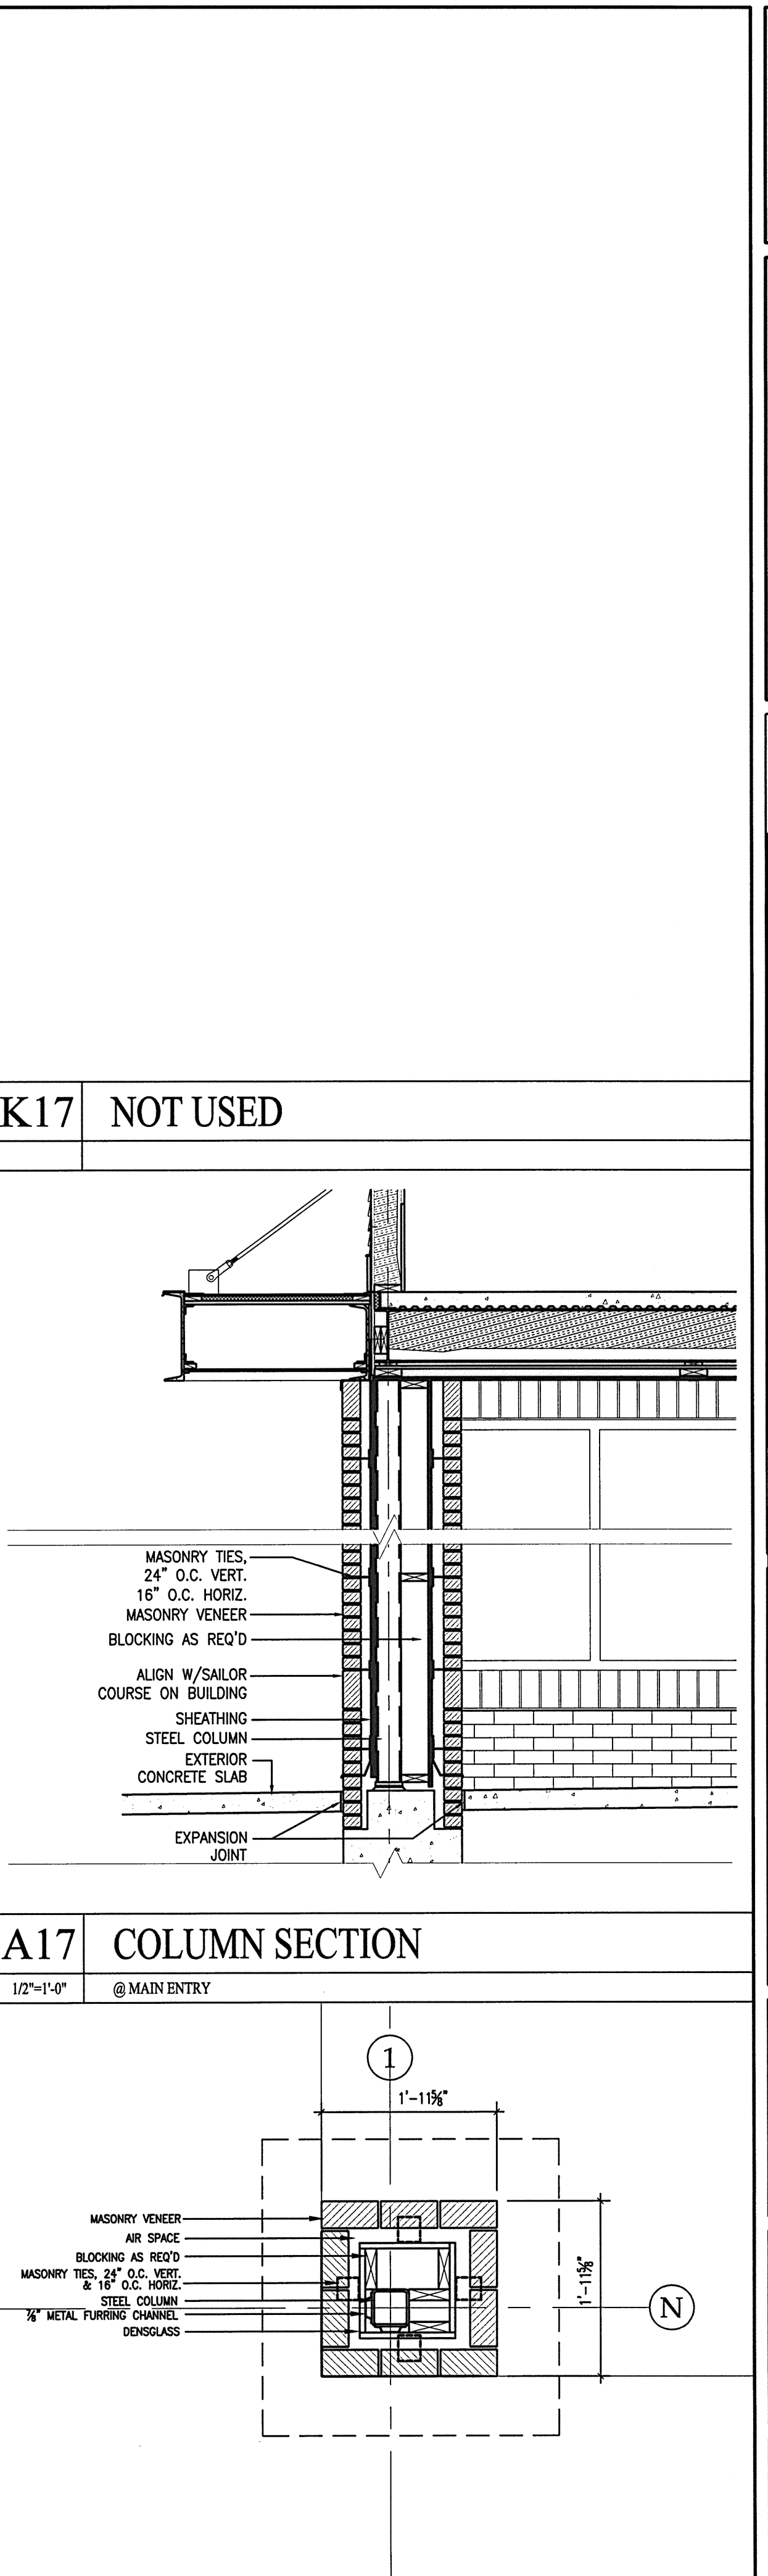 K17 NOT USED
MASONRY TIES,
24" O.C. VERT.
16" O.C. HORIZ.
MASONRY VENEER
BLOCKING AS REQ'D
ALIGN W/SAILOR
COURSE ON BUILDING
SHEATHING
STEEL COLUMN
EXTERIOR
CONCRETE SLAB
EXPANSION
JOINT
A17 COLUMN SECTION
1/2"=1'-0" @ MAIN ENTRY
1
1'-11⅝"
MASONRY VENEER
AIR SPACE
BLOCKING AS REQ'D
MASONRY TIES, 24" O.C. VERT.
& 16" O.C. HORIZ.
STEEL COLUMN
⅞" METAL FURRING CHANNEL
DENSGLASS
1'-11⅝"
N